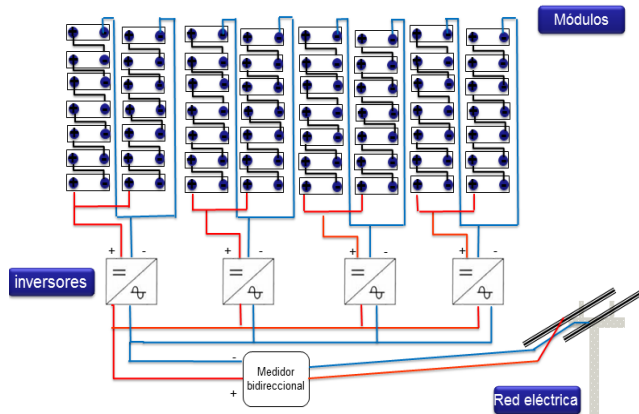 Módulos
+ - + - + - + -
inversores
-
Medidor
bidireccional
+
Red eléctrica